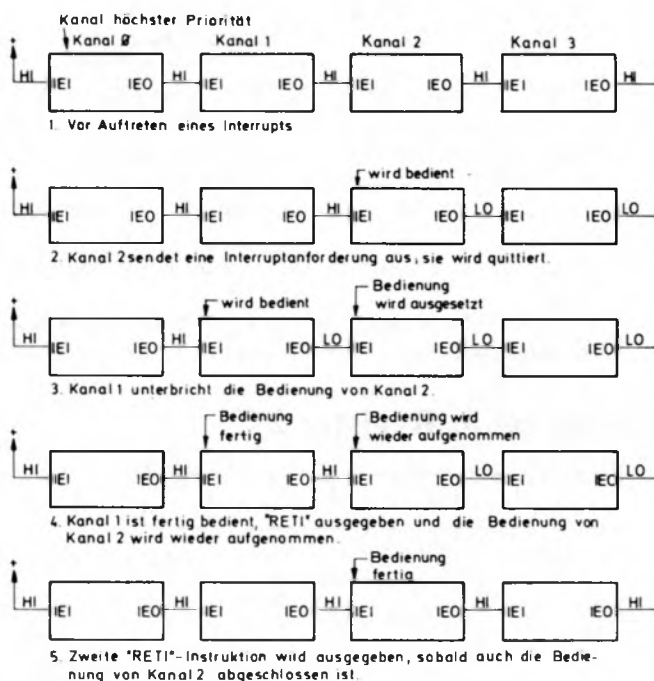 Kanal höchster Priorität
Kanal 0 Kanal 1 Kanal 2 Kanal 3
+
HI IEI IEO HI IEI IEO HI IEI IEO HI IEI IEO HI
1. Vor Auftreten eines Interrupts
wird bedient
+
HI IEI IEO HI IEI IEO HI IEI IEO LO IEI IEO LO
2. Kanal 2 sendet eine Interruptanforderung aus, sie wird quittiert.
Bedienung
wird bedient wird ausgesetzt
+
HI IEI IEO HI IEI IEO LO IEI IEO LO IEI IEO LO
3. Kanal 1 unterbricht die Bedienung von Kanal 2.
Bedienung Bedienung wird
fertig wieder aufgenommen
+
HI IEI IEO HI IEI IEO HI IEI IEO LO IEI IEO LO
4. Kanal 1 ist fertig bedient, "RETI" ausgegeben und die Bedienung von
Kanal 2 wird wieder aufgenommen.
Bedienung
fertig
+
HI IEI IEO HI IEI IEO HI IEI IEO HI IEI IEO HI
5. Zweite "RETI"-Instruktion wird ausgegeben, sobald auch die Bedie-
nung von Kanal 2 abgeschlossen ist.